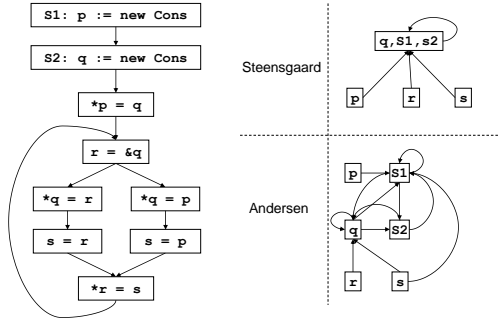 S1: p := new Cons
S2: q := new Cons
*p = q
r = &q
*q = r
*q = p
s = r
s = p
*r = s
Steensgaard
q,S1,s2
p
r
s
Andersen
p
S1
q
S2
r
s